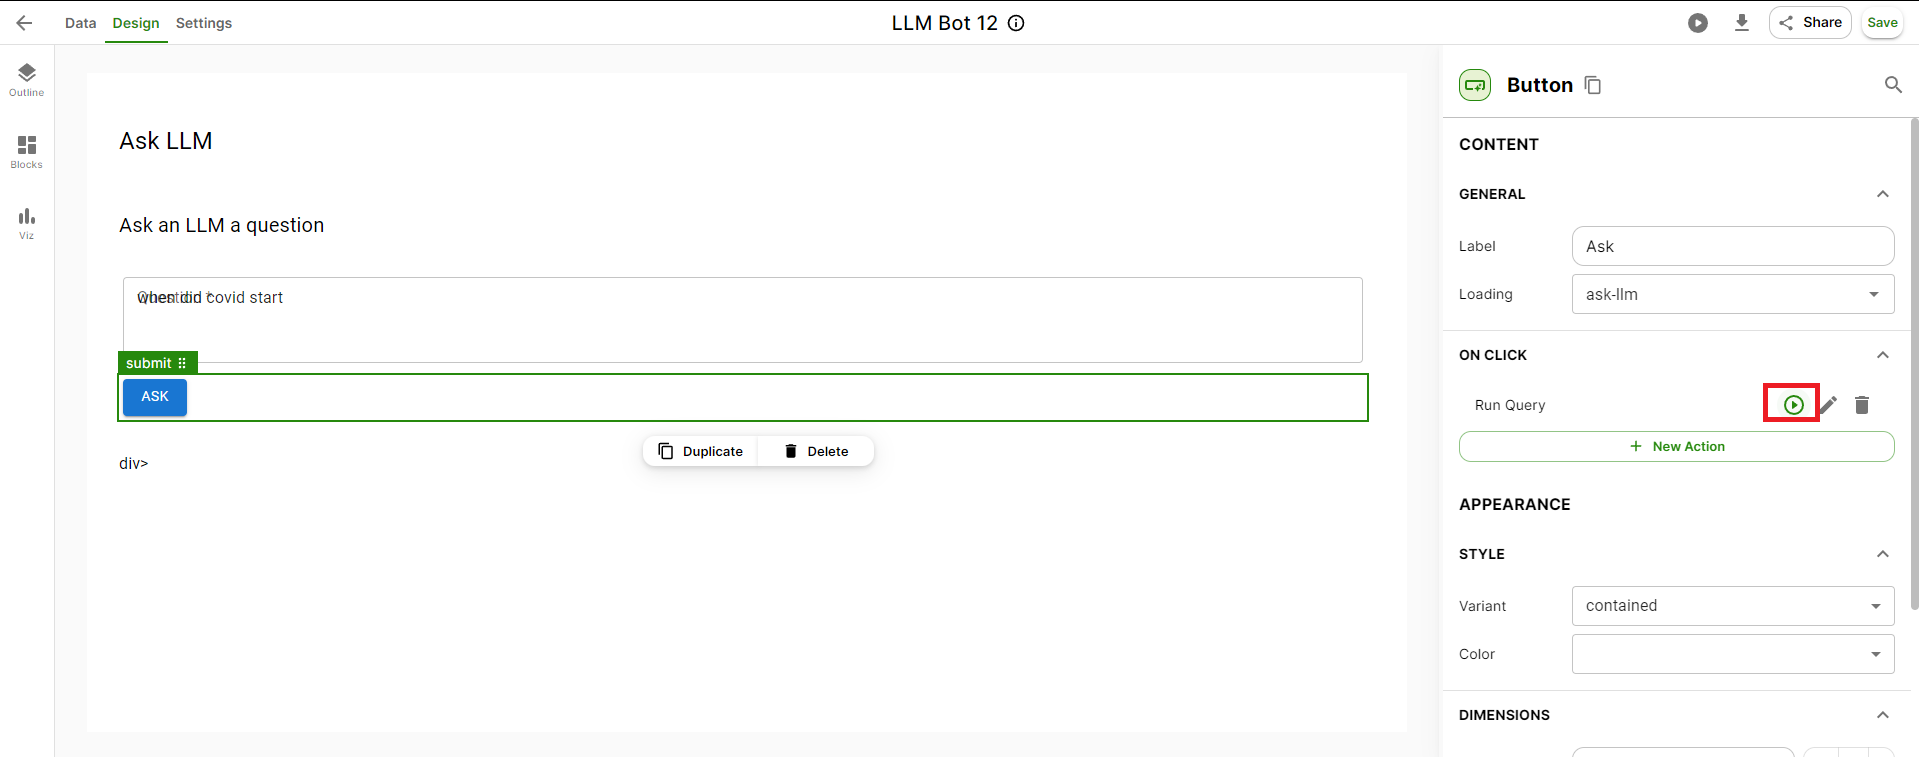 Data Design Settings LLM Bot 12 Share Save
Outline
Blocks
Viz
Ask LLM
Ask an LLM a question
Question *
when did covid start
submit
ASK
Duplicate Delete
div>
Button
CONTENT
GENERAL
Label Ask
Loading ask-llm
ON CLICK
Run Query
+ New Action
APPEARANCE
STYLE
Variant contained
Color
DIMENSIONS